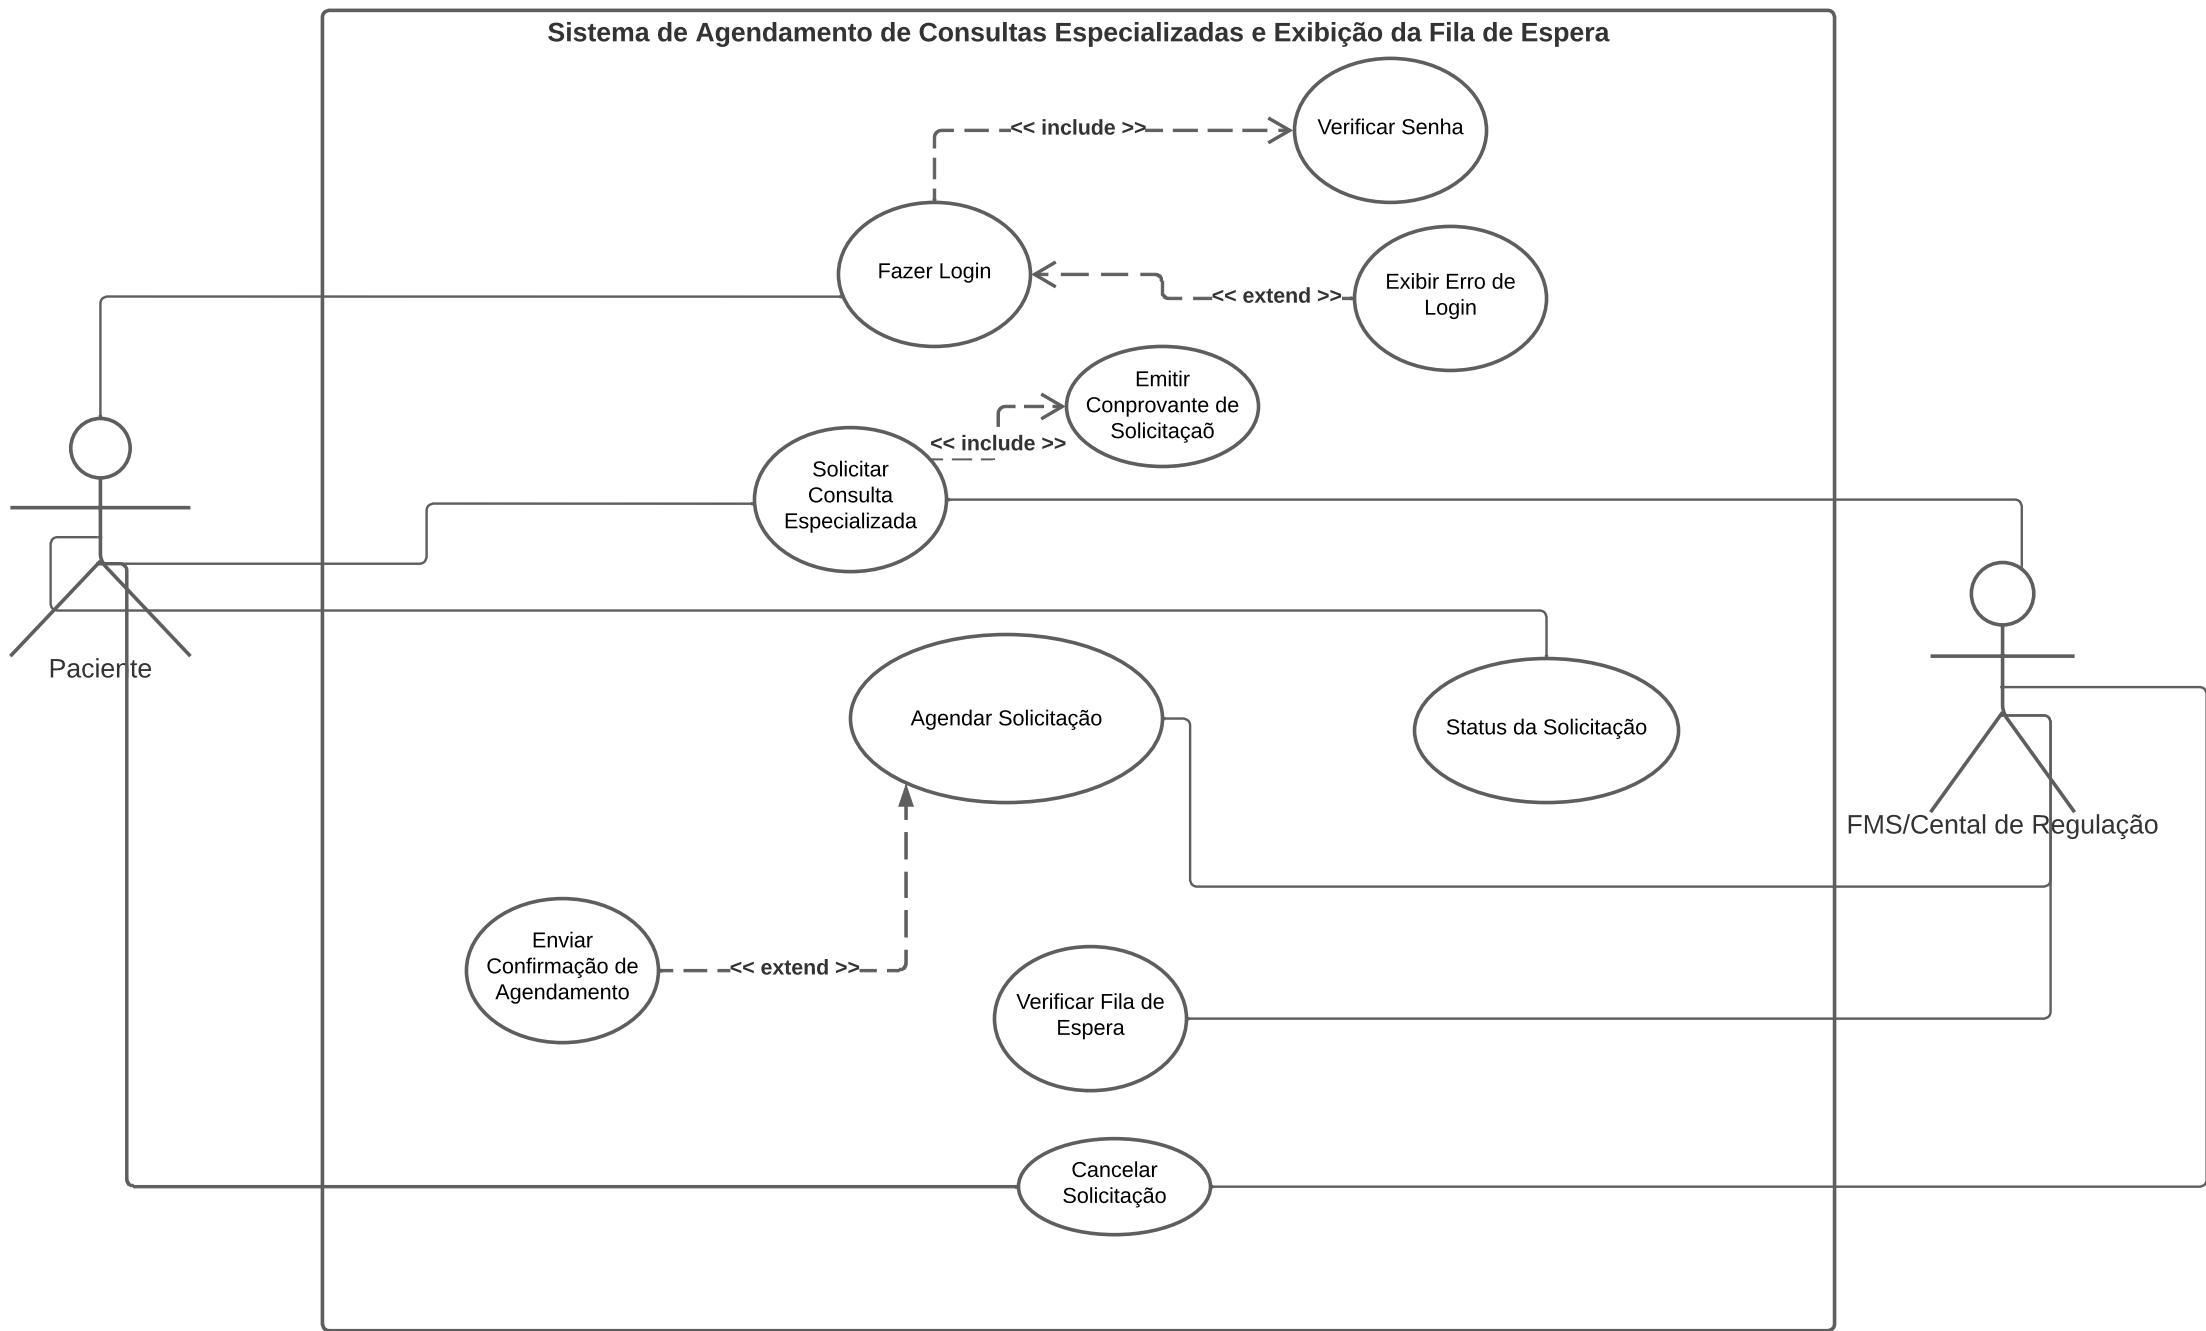 Sistema de Agendamento de Consultas Especializadas e Exibição da Fila de Espera
<< include >>
Verificar Senha
Fazer Login
<< extend >>
Exibir Erro de
Login
Emitir
Conprovante de
Solicitaçaõ
<< include >>
Solicitar
Consulta
Especializada
Paciente
Agendar Solicitação
Status da Solicitação
FMS/Cental de Regulação
Enviar
Confirmação de
Agendamento
<< extend >>
Verificar Fila de
Espera
Cancelar
Solicitação